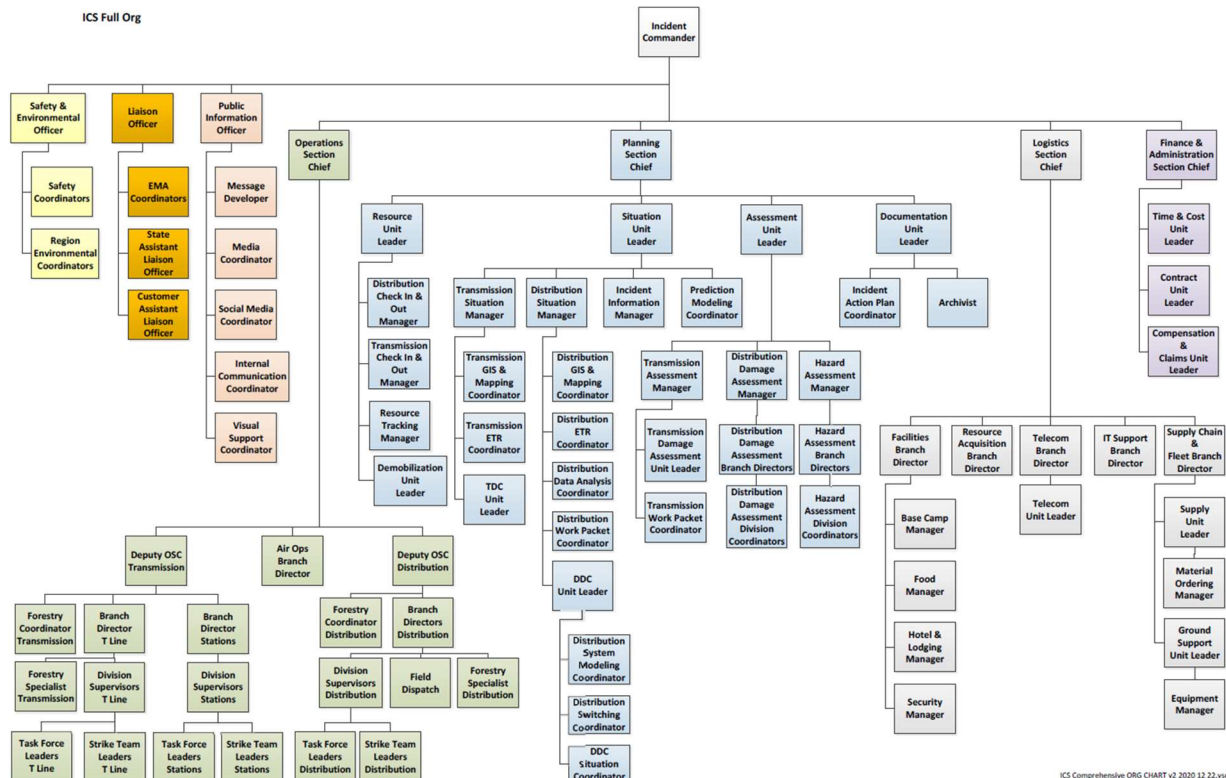 ICS Full Org
Incident
Commander
Safety &
Environmental
Officer
Liaison
Officer
Public
Information
Officer
Operations
Section
Chief
Planning
Section
Chief
Logistics
Section
Chief
Finance &
Administration
Section Chief
Safety
Coordinators
Region
Environmental
Coordinators
EMA
Coordinators
State
Assistant
Liaison
Officer
Customer
Assistant
Liaison
Officer
Message
Developer
Media
Coordinator
Social Media
Coordinator
Internal
Communication
Coordinator
Visual
Support
Coordinator
Resource
Unit
Leader
Situation
Unit
Leader
Assessment
Unit
Leader
Documentation
Unit
Leader
Time & Cost
Unit
Leader
Contract
Unit
Leader
Compensation
&
Claims Unit
Leader
Distribution
Check In &
Out
Manager
Transmission
Check In &
Out
Manager
Resource
Tracking
Manager
Demobilization
Unit
Leader
Transmission
Situation
Manager
Distribution
Situation
Manager
Incident
Information
Manager
Prediction
Modeling
Coordinator
Incident
Action Plan
Coordinator
Archivist
Transmission
GIS &
Mapping
Coordinator
Transmission
ETR
Coordinator
TDC
Unit
Leader
Distribution
GIS &
Mapping
Coordinator
Distribution
ETR
Coordinator
Distribution
Data Analysis
Coordinator
Distribution
Work Packet
Coordinator
DDC
Unit Leader
Distribution
System
Modeling
Coordinator
Distribution
Switching
Coordinator
DDC
Situation
Coordinator
Transmission
Assessment
Manager
Transmission
Damage
Assessment
Unit Leader
Transmission
Work Packet
Coordinator
Distribution
Damage
Assessment
Manager
Distribution
Damage
Assessment
Branch Directors
Distribution
Damage
Assessment
Division
Coordinators
Hazard
Assessment
Manager
Hazard
Assessment
Branch
Directors
Hazard
Assessment
Division
Coordinators
Facilities
Branch
Director
Resource
Acquisition
Branch
Director
Telecom
Branch
Director
IT Support
Branch
Director
Supply Chain
&
Fleet Branch
Director
Base Camp
Manager
Food
Manager
Hotel &
Lodging
Manager
Security
Manager
Telecom
Unit Leader
Supply
Unit
Leader
Material
Ordering
Manager
Ground
Support
Unit Leader
Equipment
Manager
Deputy OSC
Transmission
Air Ops
Branch
Director
Deputy OSC
Distribution
Forestry
Coordinator
Transmission
Branch
Director
T Line
Branch
Director
Stations
Forestry
Coordinator
Distribution
Branch
Directors
Distribution
Forestry
Specialist
Transmission
Division
Supervisors
T Line
Division
Supervisors
Stations
Division
Supervisors
Distribution
Field
Dispatch
Forestry
Specialist
Distribution
Task Force
Leaders
T Line
Strike Team
Leaders
T Line
Task Force
Leaders
Stations
Strike Team
Leaders
Stations
Task Force
Leaders
Distribution
Strike Team
Leaders
Distribution
ICS Comprehensive ORG CHART v2 2020 12 22.vsd